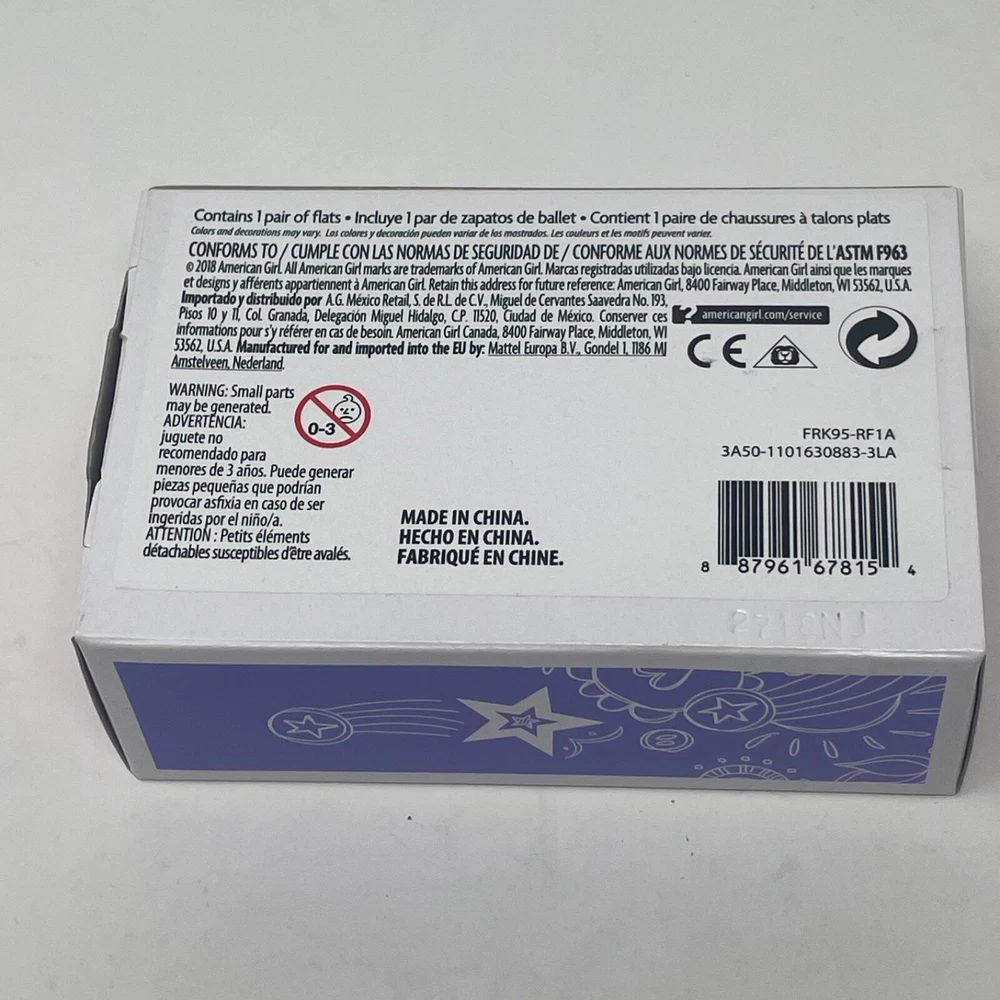 Contains 1 pair of flats • Incluye 1 par de zapatos de ballet • Contient 1 paire de chaussures à talons plats
Colors and decorations may vary. Los colores y decoración pueden variar de los mostrados. Les couleurs et les motifs peuvent varier.
CONFORMS TO / CUMPLE CON LAS NORMAS DE SEGURIDAD DE / CONFORME AUX NORMES DE SÉCURITÉ DE L'ASTM F963
© 2018 American Girl. All American Girl marks are trademarks of American Girl. Marcas registradas utilizadas bajo licencia. American Girl ainsi que les marques
et designs y afférents appartiennent à American Girl. Retain this address for future reference: American Girl, 8400 Fairway Place, Middleton, WI 53562, U.S.A.
Importado y distribuido por A.G. México Retail, S. de R.L. de C.V., Miguel de Cervantes Saavedra No. 193,
Pisos 10 y 11, Col. Granada, Delegación Miguel Hidalgo, C.P. 11520, Ciudad de México. Conserver ces
informations pour s'y référer en cas de besoin. American Girl Canada, 8400 Fairway Place, Middleton, WI
53562, U.S.A. Manufactured for and imported into the EU by: Mattel Europa B.V., Gondel 1, 1186 MJ
Amstelveen, Nederland.
? americangirl.com/service
CE
WARNING: Small parts
may be generated.
ADVERTENCIA:
juguete no
recomendado para
menores de 3 años. Puede generar
piezas pequeñas que podrían
provocar asfixia en caso de ser
ingeridas por el niño/a.
ATTENTION : Petits éléments
détachables susceptibles d'être avalés.
0-3
MADE IN CHINA.
HECHO EN CHINA.
FABRIQUÉ EN CHINE.
FRK95-RF1A
3A50-1101630883-3LA
8 87961 67815 4